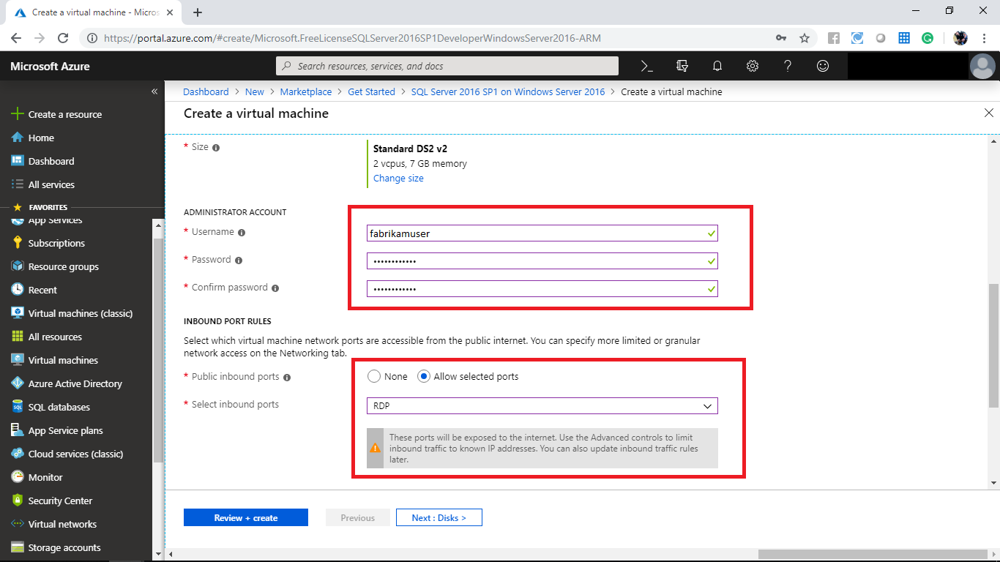 Create a virtual machine - Micros
https://portal.azure.com/#create/Microsoft.FreeLicenseSQLServer2016SP1DeveloperWindowsServer2016-ARM
Microsoft Azure
Search resources, services, and docs
Dashboard > New > Marketplace > Get Started > SQL Server 2016 SP1 on Windows Server 2016 > Create a virtual machine
Create a virtual machine
Create a resource
Home
Dashboard
All services
FAVORITES
App Services
Subscriptions
Resource groups
Recent
Virtual machines (classic)
All resources
Virtual machines
Azure Active Directory
SQL databases
App Service plans
Cloud services (classic)
Monitor
Security Center
Virtual networks
Storage accounts
* Size
Standard DS2 v2
2 vcpus, 7 GB memory
Change size
ADMINISTRATOR ACCOUNT
* Username
fabrikamuser
* Password
••••••••••••
* Confirm password
••••••••••••
INBOUND PORT RULES
Select which virtual machine network ports are accessible from the public internet. You can specify more limited or granular
network access on the Networking tab.
* Public inbound ports
None
Allow selected ports
* Select inbound ports
RDP
These ports will be exposed to the internet. Use the Advanced controls to limit
inbound traffic to known IP addresses. You can also update inbound traffic rules
later.
Review + create
Previous
Next : Disks >